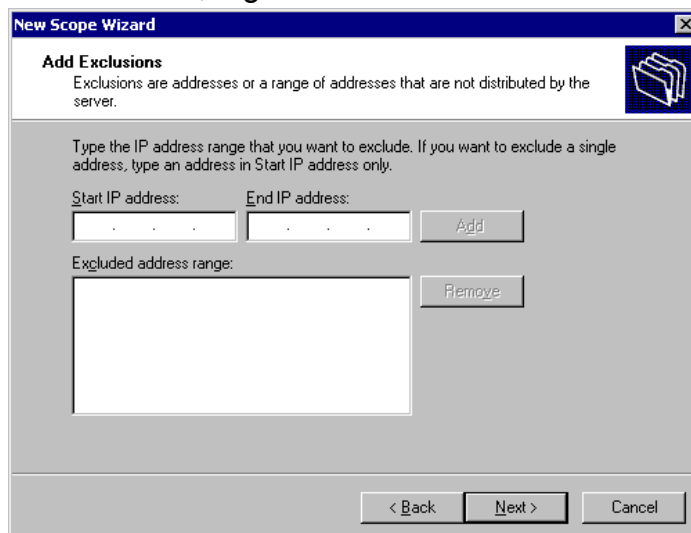 New Scope Wizard
Add Exclusions
Exclusions are addresses or a range of addresses that are not distributed by the
server.
Type the IP address range that you want to exclude. If you want to exclude a single
address, type an address in Start IP address only.
Start IP address: End IP address:
. . . . . . Add
Excluded address range:
Remove
< Back Next > Cancel